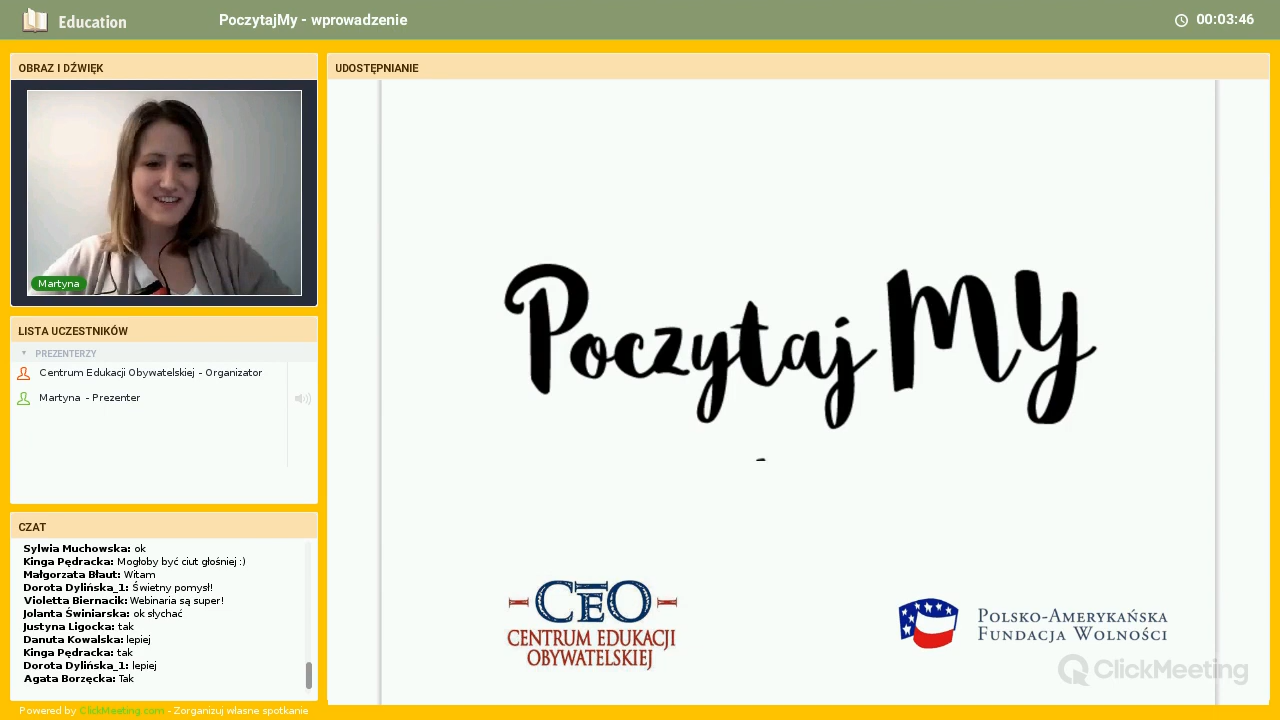 Education
PoczytajMy - wprowadzenie
00:03:46
OBRAZ I DŹWIĘK
Martyna
LISTA UCZESTNIKÓW
PREZENTERZY
Centrum Edukacji Obywatelskiej - Organizator
Martyna - Prezenter
CZAT
Sylwia Muchowska: ok
Kinga Pędracka: Mogłoby być ciut głośniej :)
Małgorzata Błaut: Witam
Dorota Dylińska_1: Świetny pomysł!
Violetta Biernacik: Webinaria są super!
Jolanta Świniarska: ok słychać
Justyna Ligocka: tak
Danuta Kowalska: lepiej
Kinga Pędracka: tak
Dorota Dylińska_1: lepiej
Agata Borzęcka: Tak
Powered by ClickMeeting.com - Zorganizuj własne spotkanie
UDOSTĘPNIANIE
Poczytaj MY
CEO
CENTRUM EDUKACJI
OBYWATELSKIEJ
POLSKO-AMERYKAŃSKA
FUNDACJA WOLNOŚCI
ClickMeeting